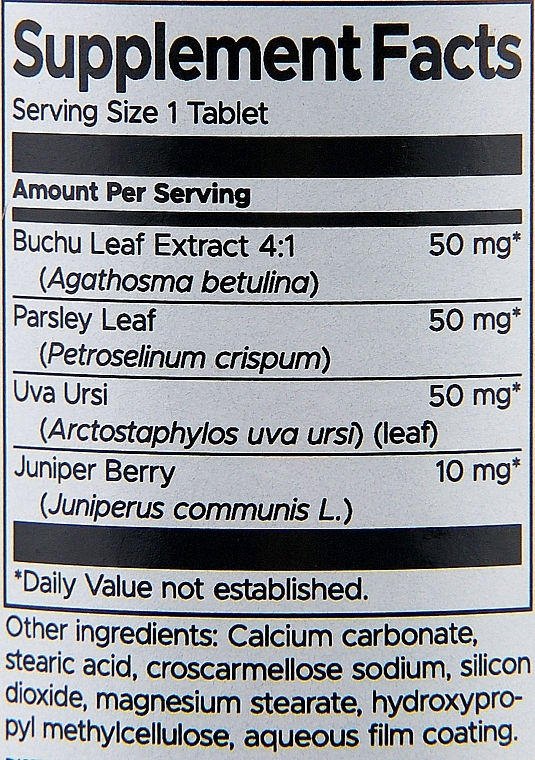 Supplement Facts
Serving Size 1 Tablet
Amount Per Serving
Buchu Leaf Extract 4:1 50 mg*
(Agathosma betulina)
Parsley Leaf 50 mg*
(Petroselinum crispum)
Uva Ursi 50 mg*
(Arctostaphylos uva ursi) (leaf)
Juniper Berry 10 mg*
(Juniperus communis L.)
*Daily Value not established.
Other ingredients: Calcium carbonate,
stearic acid, croscarmellose sodium, silicon
dioxide, magnesium stearate, hydroxypro-
pyl methylcellulose, aqueous film coating.